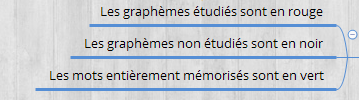 Les graphèmes étudiés sont en rouge
Les graphèmes non étudiés sont en noir
Les mots entièrement mémorisés sont en vert